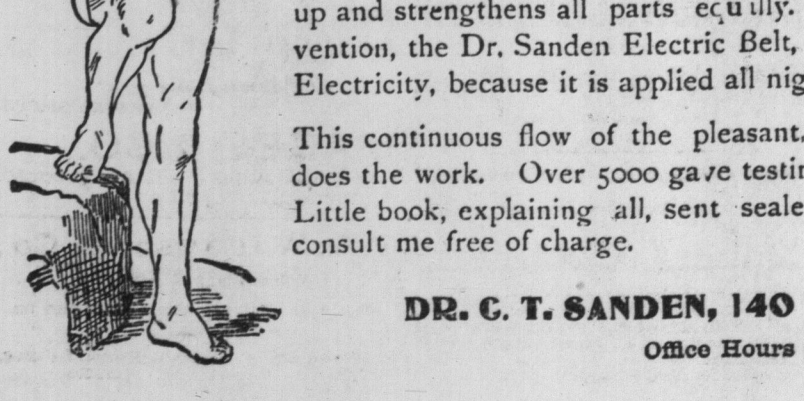 up and strengthens all parts equally.
vention, the Dr. Sanden Electric Belt,
Electricity, because it is applied all nig
This continuous flow of the pleasant,
does the work. Over 5000 gave testin
Little book, explaining all, sent seale
consult me free of charge.
DR. C. T. SANDEN, 140
Office Hours